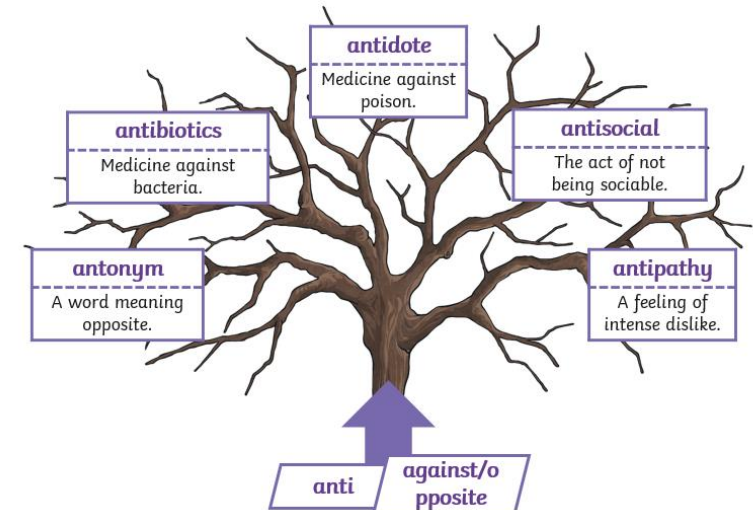 antidote
Medicine against
poison.
antibiotics
Medicine against
bacteria.
antisocial
The act of not
being sociable.
antonym
A word meaning
opposite.
antipathy
A feeling of
intense dislike.
anti
against/o
pposite